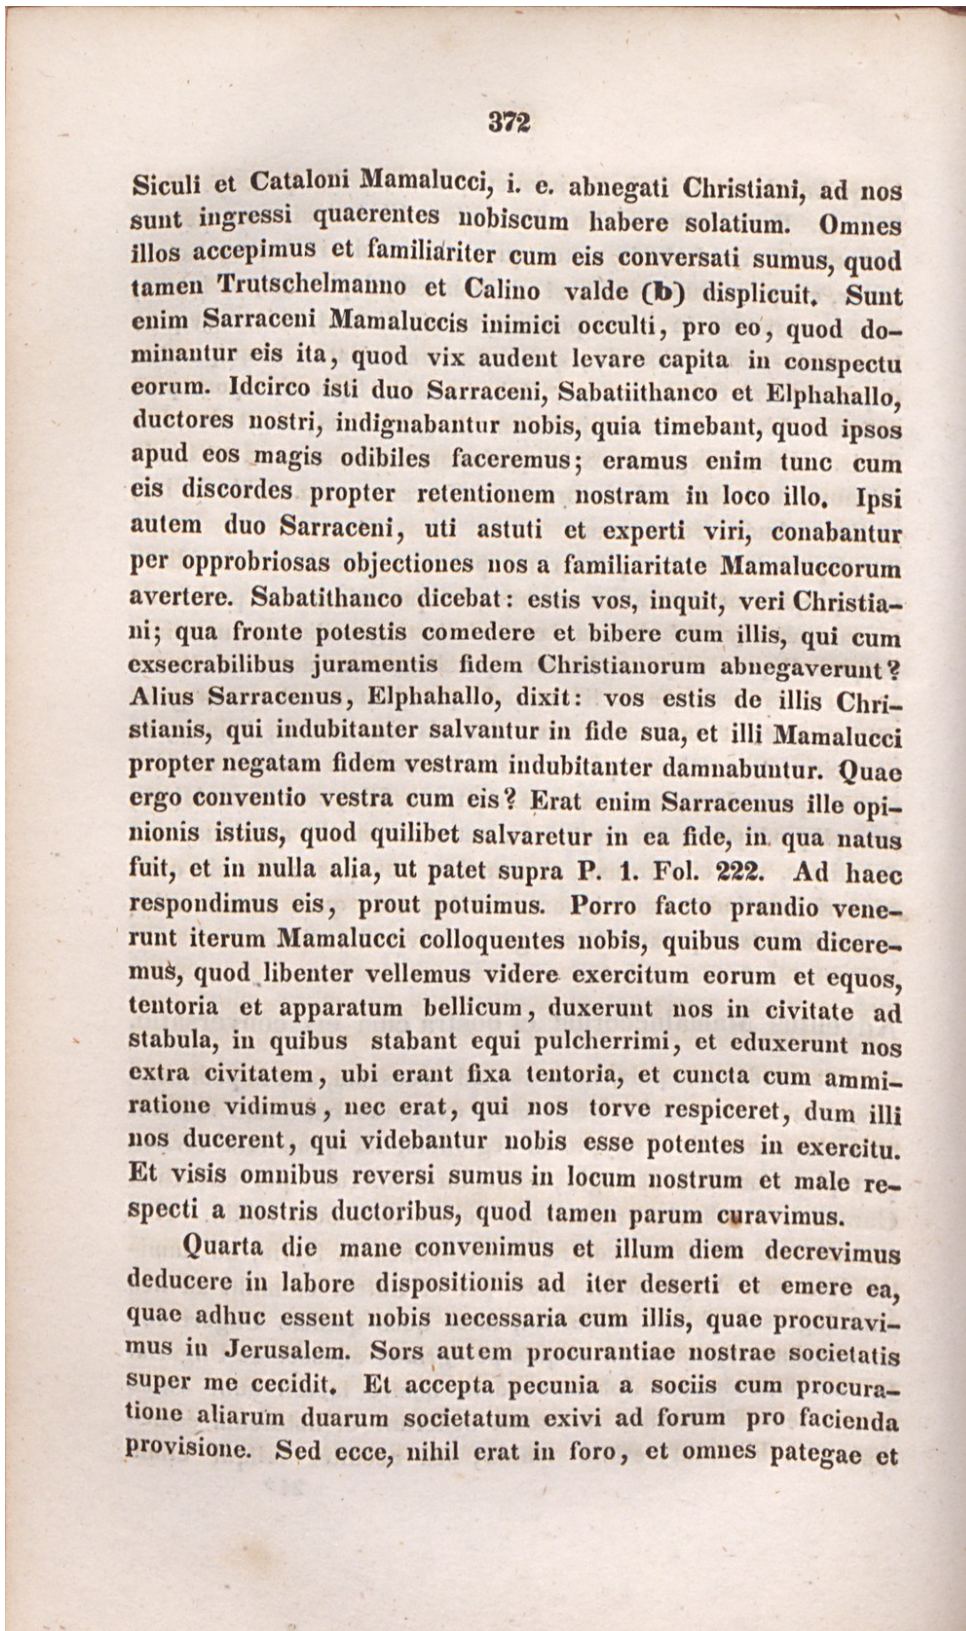 372
Siculi et Cataloni Mamalucci, i. e. abnegati Christiani, ad nos
sunt ingressi quaerentes nobiscum habere solatium. Omnes
illos accepimus et familiariter cum eis conversati sumus, quod
tamen Trutschelmanno et Calino valde (b) displicuit. Sunt
enim Sarraceni Mamaluccis inimici occulti, pro eo, quod do-
minantur eis ita, quod vix audent levare capita in conspectu
eorum. Idcirco isti duo Sarraceni, Sabatiithanco et Elphahallo,
ductores nostri, indignabantur nobis, quia timebant, quod ipsos
apud eos magis odibiles faceremus; eramus enim tunc cum
eis discordes propter retentionem nostram in loco illo. Ipsi
autem duo Sarraceni, uti astuti et experti viri, conabantur
per opprobriosas objectiones nos a familiaritate Mamaluccorum
avertere. Sabatithanco dicebat: estis vos, inquit, veri Christia-
ni; qua fronte potestis comedere et bibere cum illis, qui cum
exsecrabilibus juramentis fidem Christianorum abnegaverunt?
Alius Sarracenus, Elphahallo, dixit: vos estis de illis Chri-
stianis, qui indubitanter salvantur in fide sua, et illi Mamalucci
propter negatam fidem vestram indubitanter damnabuntur. Quae
ergo conventio vestra cum eis? Erat enim Sarracenus ille opi-
nionis istius, quod quilibet salvaretur in ea fide, in qua natus
fuit, et in nulla alia, ut patet supra P. 1. Fol. 222. Ad haec
respondimus eis, prout potuimus. Porro facto prandio vene-
runt iterum Mamalucci colloquentes nobis, quibus cum dicere-
mus, quod libenter vellemus videre exercitum eorum et equos,
tentoria et apparatum bellicum, duxerunt nos in civitate ad
stabula, in quibus stabant equi pulcherrimi, et eduxerunt nos
extra civitatem, ubi erant fixa tentoria, et cuncta cum ammi-
ratione vidimus, nec erat, qui nos torve respiceret, dum illi
nos ducerent, qui videbantur nobis esse potentes in exercitu.
Et visis omnibus reversi sumus in locum nostrum et male re-
specti a nostris ductoribus, quod tamen parum curavimus.
Quarta die mane convenimus et illum diem decrevimus
deducere in labore dispositionis ad iter deserti et emere ea,
quae adhuc essent nobis necessaria cum illis, quae procuravi-
mus in Jerusalem. Sors autem procurantiae nostrae societatis
super me cecidit. Et accepta pecunia a sociis cum procura-
tione aliarum duarum societatum exivi ad forum pro facienda
provisione. Sed ecce, nihil erat in foro, et omnes pategae et